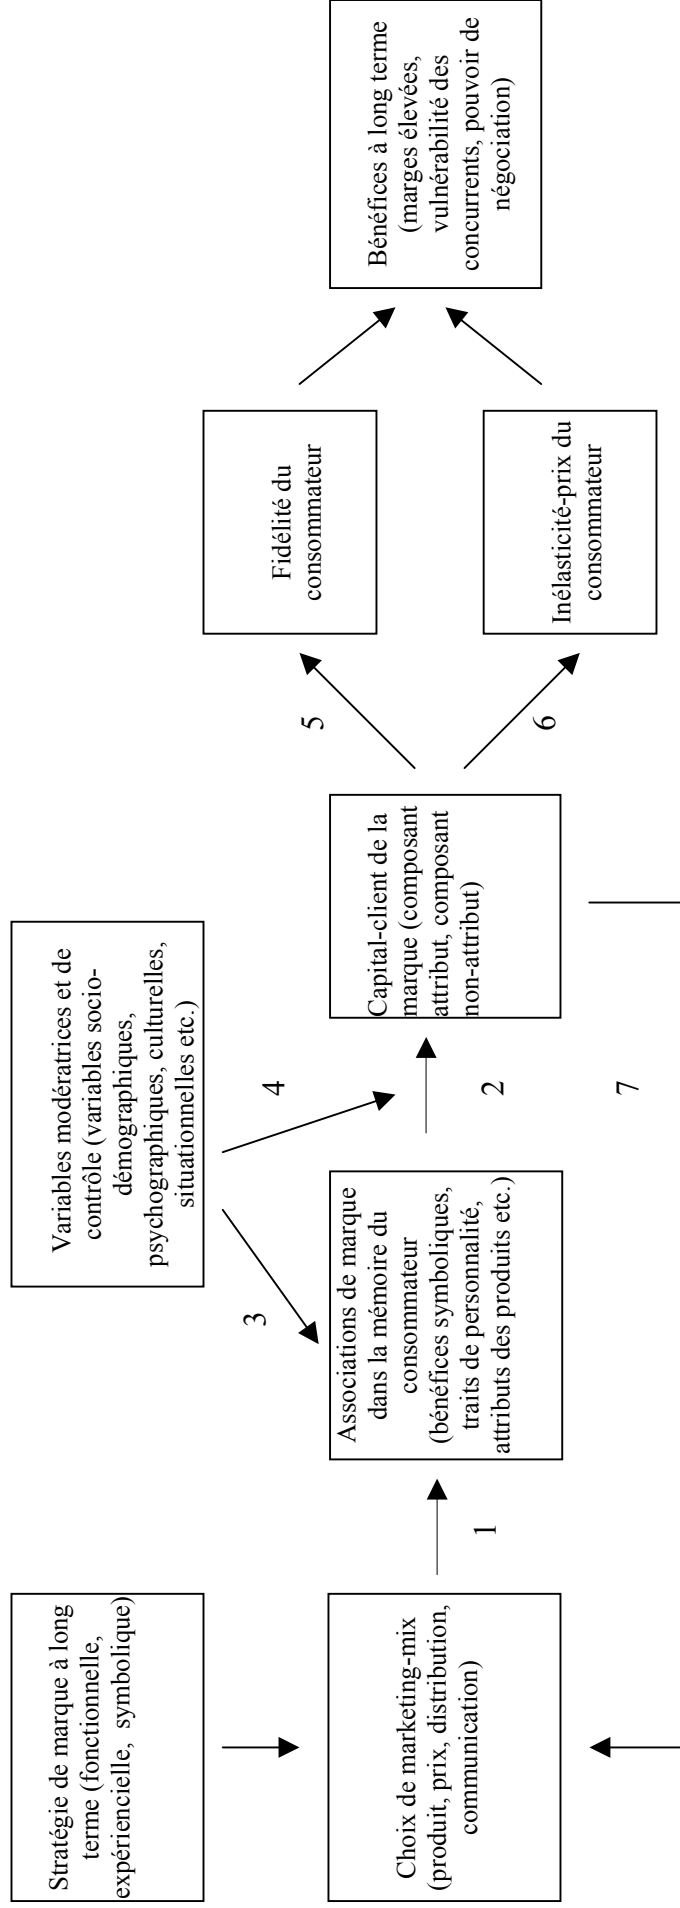 Stratégie de marque à long
terme (fonctionnelle,
expériencielle, symbolique)
Variables modératrices et de
contrôle (variables socio-
démographiques,
psychographiques, culturelles,
situationnelles etc.)
3
4
5
Fidélité du
consommateur
Choix de marketing-mix
(produit, prix, distribution,
communication)
1
Associations de marque
dans la mémoire du
consommateur
(bénéfices symboliques,
traits de personnalité,
attributs des produits etc.)
2
Capital-client de la
marque (composant
attribut, composant
non-attribut)
6
Inélasticité-prix du
consommateur
Bénéfices à long terme
(marges élevées,
vulnérabilité des
concurrents, pouvoir de
négociation)
7